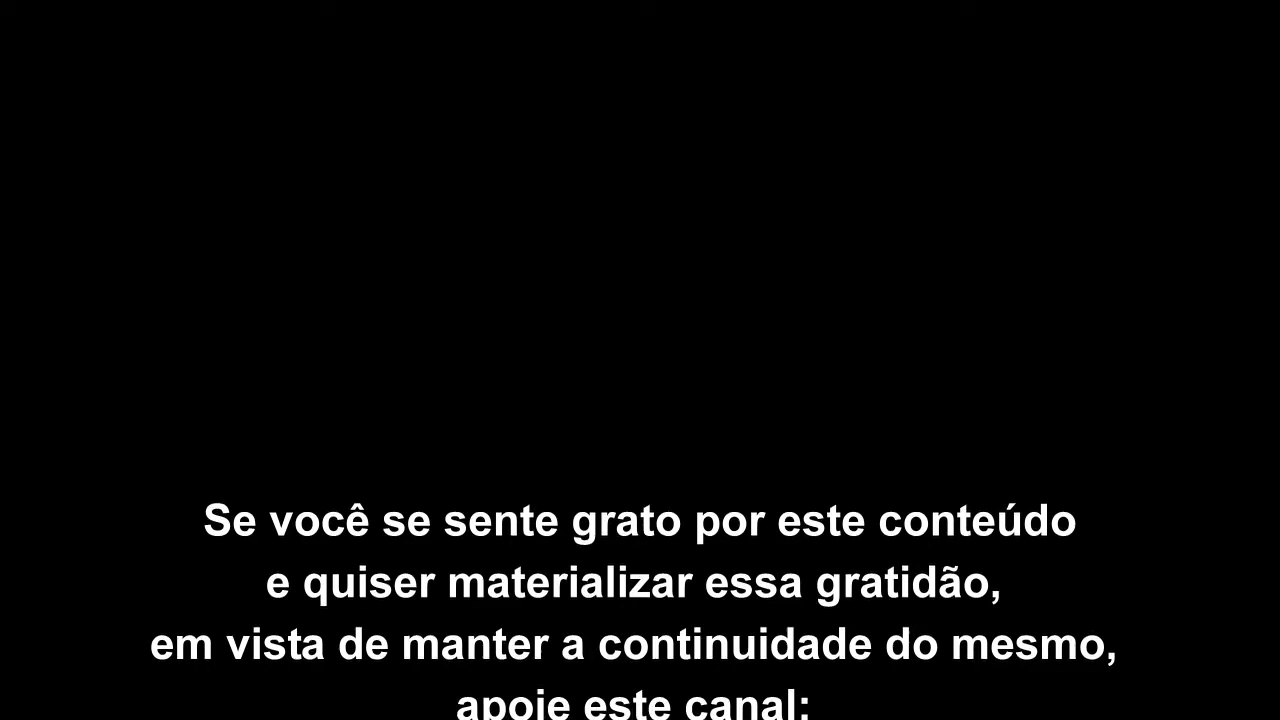 Se você se sente grato por este conteúdo
e quiser materializar essa gratidão,
em vista de manter a continuidade do mesmo,
apoie este canal: